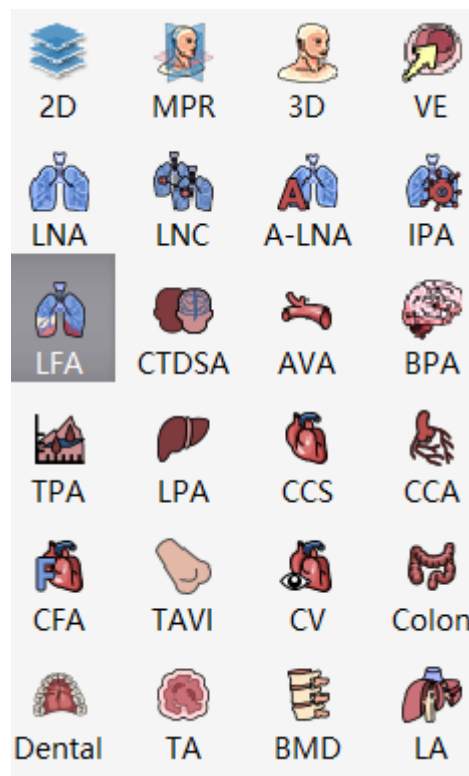 2D MPR 3D VE
LNA LNC A-LNA IPA
LFA CTDSA AVA BPA
TPA LPA CCS CCA
CFA TAVI CV Colon
Dental TA BMD LA